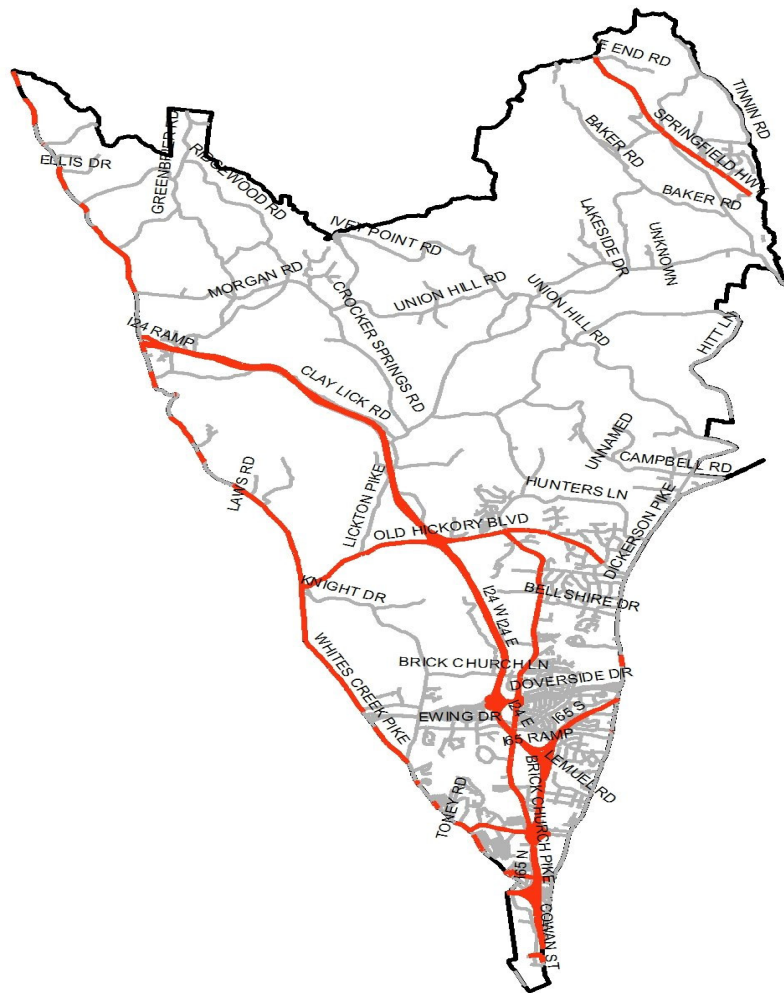 E END RD
TINNIN RD
SPRINGFIELD HW
BAKER RD
ELLIS DR
GREENBRIER RD
RIDGEWOOD RD
BAKER RD
IVEY POINT RD
LAKESIDE DR
UNKNOWN
MORGAN RD
CROCKER SPRINGS RD
UNION HILL RD
UNION HILL RD
HITT LN
I24 RAMP
CLAY LICK RD
UNNAMED
CAMPBELL RD
LAWS RD
LICKTON PIKE
HUNTERS LN
OLD HICKORY BLVD
DICKERSON PIKE
KNIGHT DR
I24 W
I24 E
BELLSHIRE DR
WHITES CREEK PIKE
BRICK CHURCH LN
DOVERSIDE DR
EWING DR
I24 E
I65 S
I65 RAMP
LEMUEL RD
TONEY RD
BRICK CHURCH PIKE
I65 N
COWAN ST